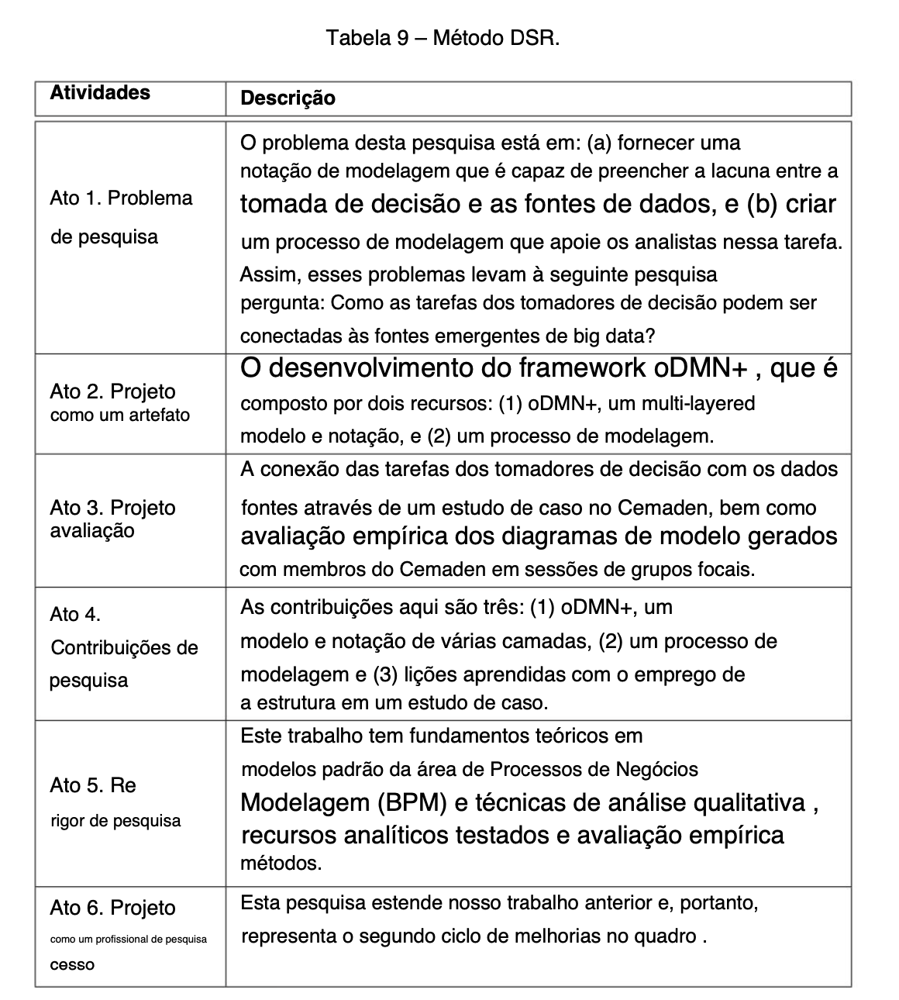 Tabela 9 – Método DSR.
Atividades
Descrição
Ato 1. Problema
de pesquisa
O problema desta pesquisa está em: (a) fornecer uma
notação de modelagem que é capaz de preencher a lacuna entre a
tomada de decisão e as fontes de dados, e (b) criar
um processo de modelagem que apoie os analistas nessa tarefa.
Assim, esses problemas levam à seguinte pesquisa
pergunta: Como as tarefas dos tomadores de decisão podem ser
conectadas às fontes emergentes de big data?
Ato 2. Projeto
como um artefato
O desenvolvimento do framework oDMN+ , que é
composto por dois recursos: (1) oDMN+, um multi-layered
modelo e notação, e (2) um processo de modelagem.
Ato 3. Projeto
avaliação
A conexão das tarefas dos tomadores de decisão com os dados
fontes através de um estudo de caso no Cemaden, bem como
avaliação empírica dos diagramas de modelo gerados
com membros do Cemaden em sessões de grupos focais.
Ato 4.
Contribuições de
pesquisa
As contribuições aqui são três: (1) oDMN+, um
modelo e notação de várias camadas, (2) um processo de
modelagem e (3) lições aprendidas com o emprego de
a estrutura em um estudo de caso.
Ato 5. Re
rigor de pesquisa
Este trabalho tem fundamentos teóricos em
modelos padrão da área de Processos de Negócios
Modelagem (BPM) e técnicas de análise qualitativa ,
recursos analíticos testados e avaliação empírica
métodos.
Ato 6. Projeto
como um profissional de pesquisa
cesso
Esta pesquisa estende nosso trabalho anterior e, portanto,
representa o segundo ciclo de melhorias no quadro .